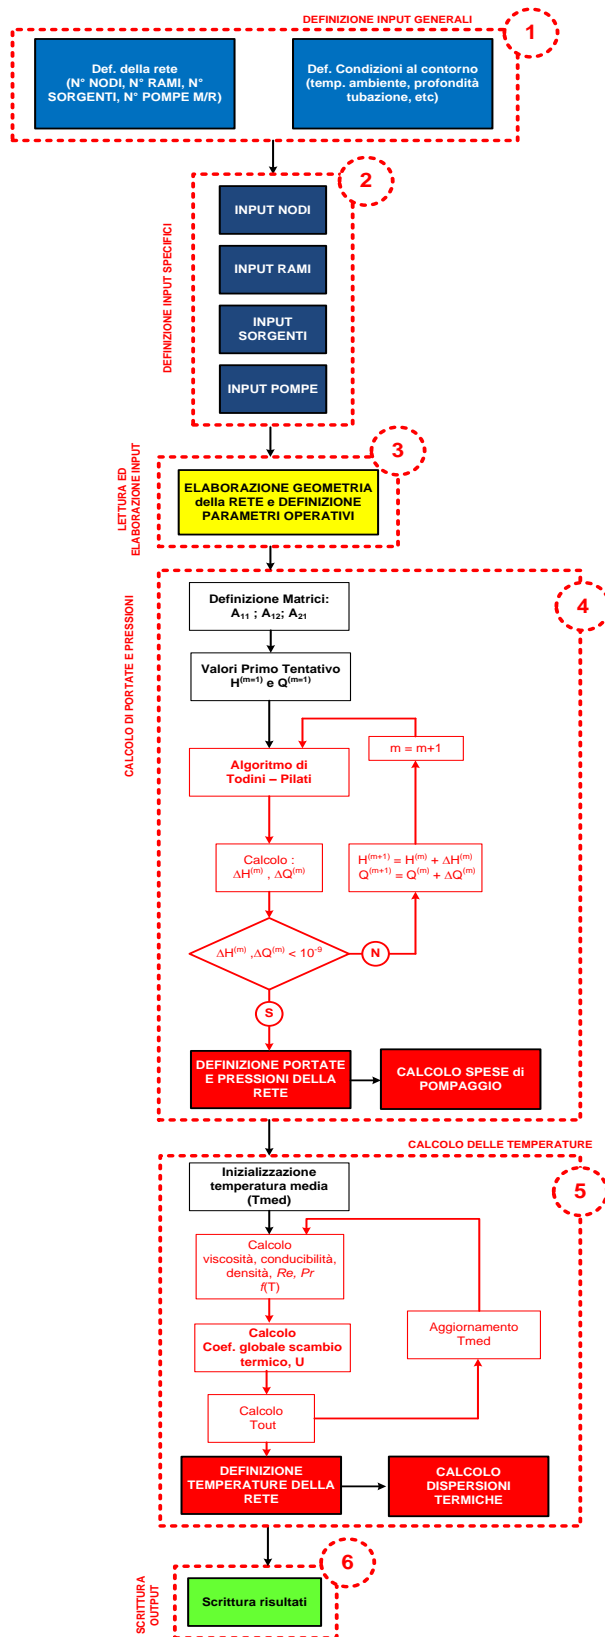 DEFINIZIONE INPUT GENERALI
1
Def. della rete
(N° NODI, N° RAMI, N°
SORGENTI, N° POMPE M/R)
Def. Condizioni al contorno
(temp. ambiente, profondità
tubazione, etc)
2
DEFINIZIONE INPUT SPECIFICI
INPUT NODI
INPUT RAMI
INPUT
SORGENTI
INPUT POMPE
3
LETTURA ED
ELABORAZIONE INPUT
ELABORAZIONE GEOMETRIA
della RETE e DEFINIZIONE
PARAMETRI OPERATIVI
4
CALCOLO DI PORTATE E PRESSIONI
Definizione Matrici:
A₁₁ ; A₁₂; A₂₁
Valori Primo Tentativo
H⁽ᵐ⁼¹⁾ e Q⁽ᵐ⁼¹⁾
m = m+1
Algoritmo di
Todini – Pilati
Calcolo :
ΔH⁽ᵐ⁾ , ΔQ⁽ᵐ⁾
H⁽ᵐ⁺¹⁾ = H⁽ᵐ⁾ + ΔH⁽ᵐ⁾
Q⁽ᵐ⁺¹⁾ = Q⁽ᵐ⁾ + ΔQ⁽ᵐ⁾
ΔH⁽ᵐ⁾ ,ΔQ⁽ᵐ⁾ < 10⁻⁹
N
S
DEFINIZIONE PORTATE
E PRESSIONI DELLA
RETE
CALCOLO SPESE di
POMPAGGIO
CALCOLO DELLE TEMPERATURE
5
Inizializzazione
temperatura media
(Tmed)
Calcolo
viscosità, conducibilità,
densità, Re, Pr
f(T)
Calcolo
Coef. globale scambio
termico, U
Aggiornamento
Tmed
Calcolo
Tout
DEFINIZIONE
TEMPERATURE DELLA
RETE
CALCOLO
DISPERSIONI
TERMICHE
6
SCRITTURA
OUTPUT
Scrittura risultati